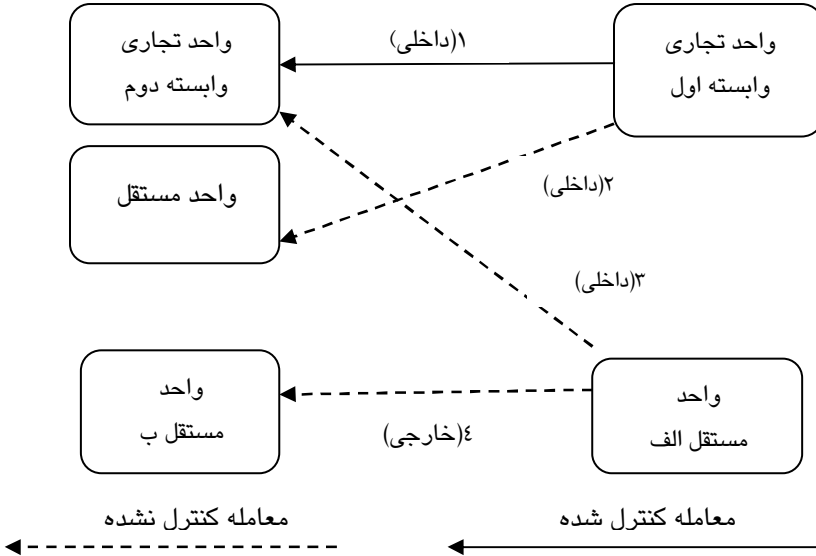 واحد تجاری
وابسته اول
۱(داخلی)
واحد تجاری
وابسته دوم
واحد مستقل
۲(داخلی)
۳(داخلی)
واحد
مستقل الف
٤(خارجی)
واحد
مستقل ب
معامله کنترل شده
معامله کنترل نشده